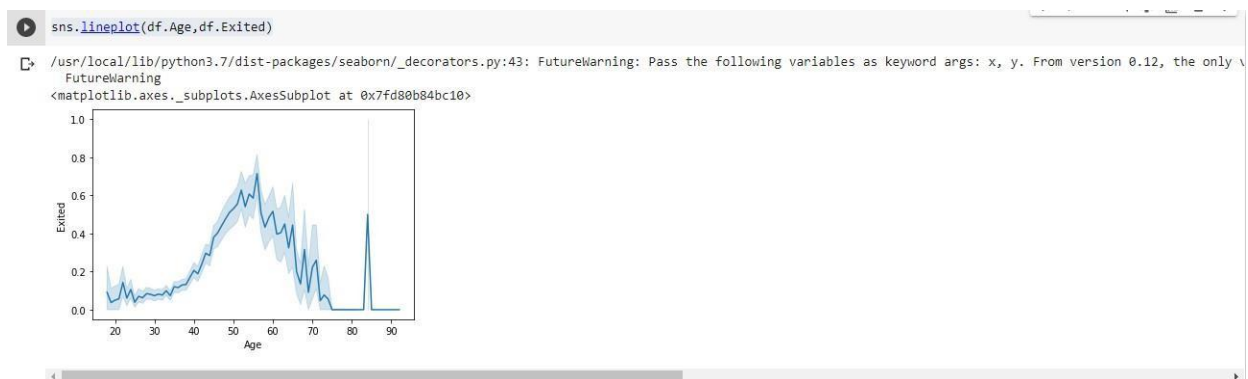 sns.lineplot(df.Age,df.Exited)
/usr/local/lib/python3.7/dist-packages/seaborn/_decorators.py:43: FutureWarning: Pass the following variables as keyword args: x, y. From version 0.12, the only
FutureWarning
<matplotlib.axes._subplots.AxesSubplot at 0x7fd80b84bc10>
1.0
0.8
0.6
0.4
0.2
0.0
Exited
20 30 40 50 60 70 80 90
Age